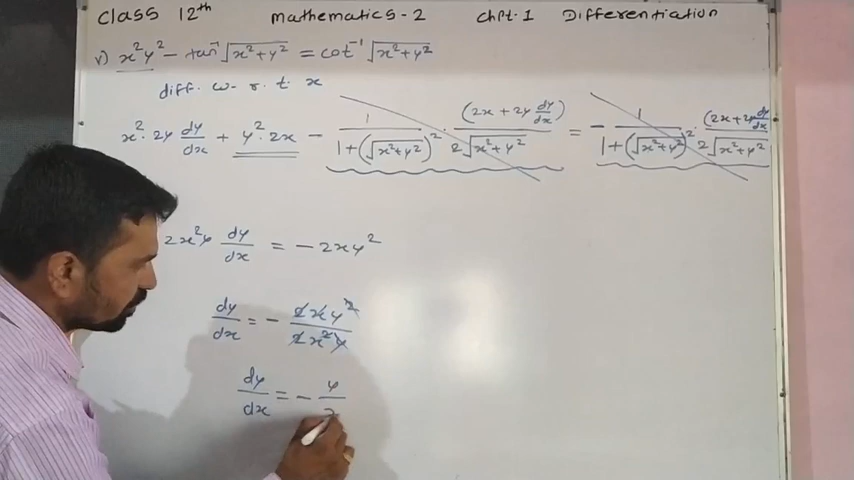 Class 12th Mathematics-2 Chpt.1 Differentiation
v) x²y² - tan⁻¹ √(x²+y²) = cot⁻¹ √(x²+y²)
diff. w. r. t. x
x²·2y dy/dx + y²·2x - 1/(1+(√(x²+y²))²) · (2x+2y dy/dx)/(2√(x²+y²)) = - 1/(1+(√(x²+y²))²) · (2x+2y dy/dx)/(2√(x²+y²))
2x²y dy/dx = -2xy²
dy/dx = - 2xy²/2x²y
dy/dx = - y/